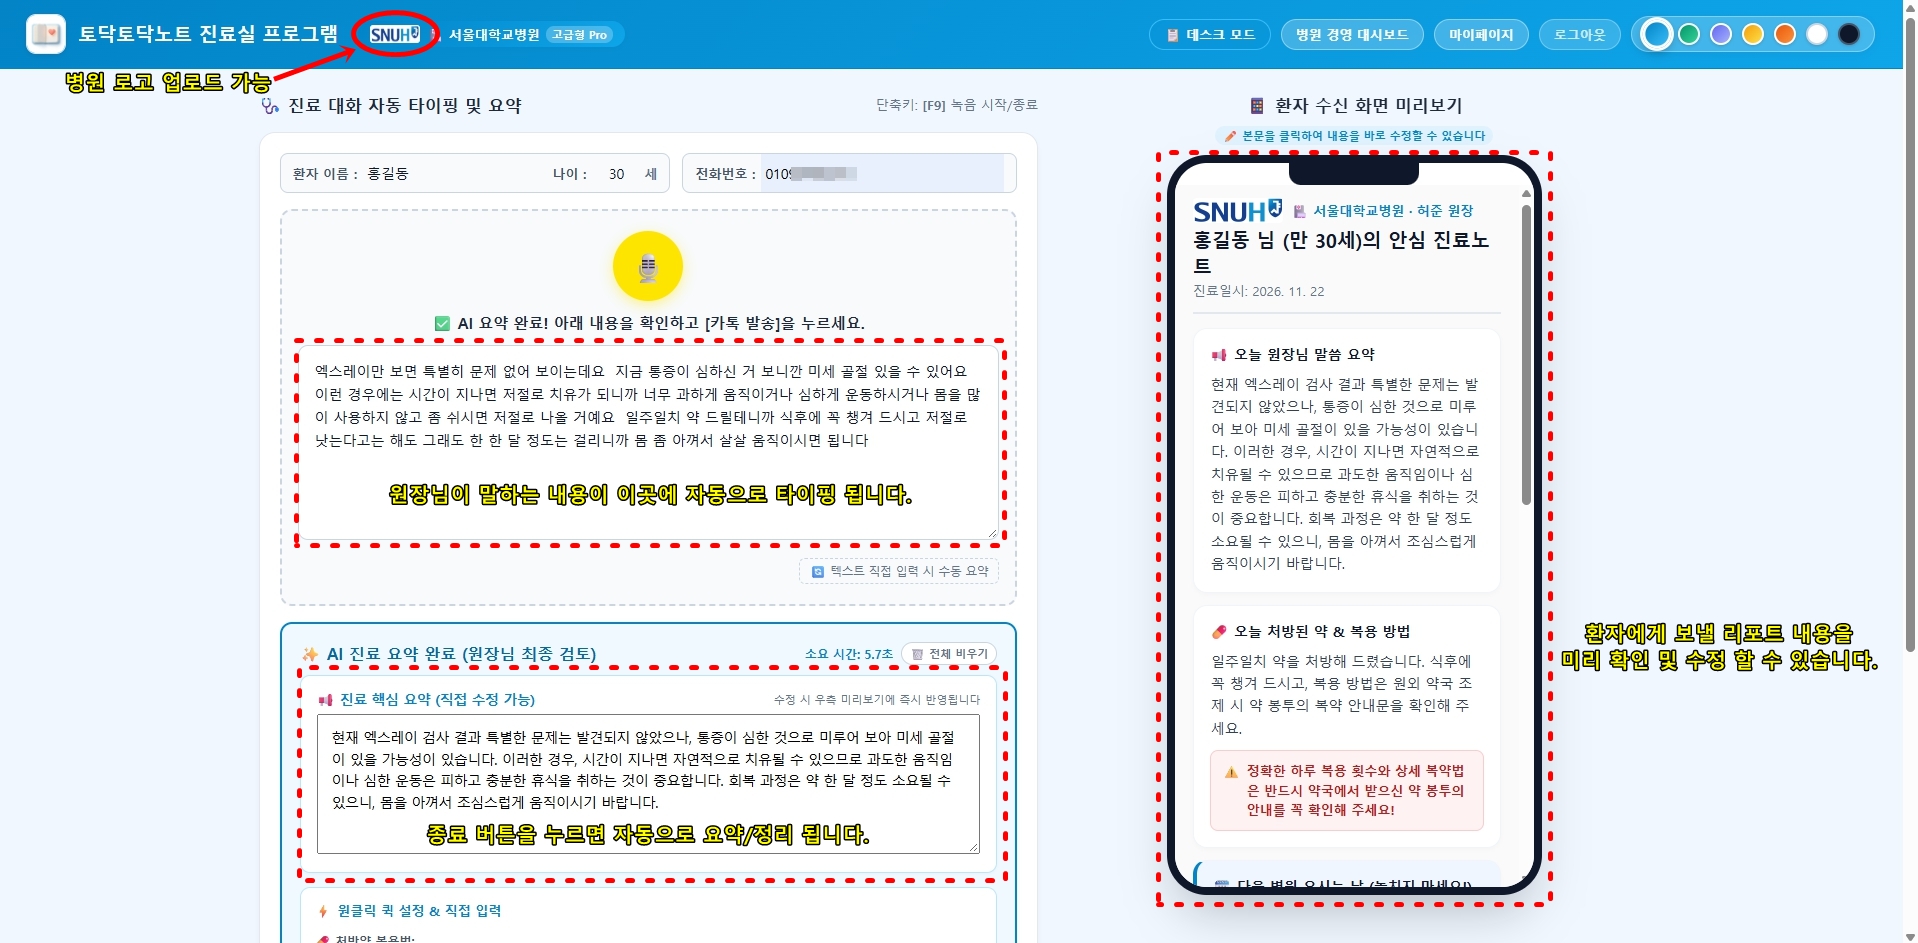 토닥토닥노트 진료실 프로그램
SNUH 서울대학교병원 고급형 Pro
데스크 모드
병원 경영 대시보드
마이페이지
로그아웃
병원 로고 업로드 가능
진료 대화 자동 타이핑 및 요약
단축키: [F9] 녹음 시작/종료
환자 이름 : 홍길동 나이 : 30 세
전화번호 : 0109
AI 요약 완료! 아래 내용을 확인하고 [카톡 발송]을 누르세요.
엑스레이만 보면 특별히 문제 없어 보이는데요 지금 통증이 심하신 거 보니깐 미세 골절 있을 수 있어요
이런 경우에는 시간이 지나면 저절로 치유가 되니까 너무 과하게 움직이거나 심하게 운동하시거나 몸을 많
이 사용하지 않고 좀 쉬시면 저절로 나을 거예요 일주일치 약 드릴테니까 식후에 꼭 챙겨 드시고 저절로
낫는다고는 해도 그래도 한 한 달 정도는 걸리니까 몸 좀 아껴서 살살 움직이시면 됩니다
원장님이 말하는 내용이 이곳에 자동으로 타이핑 됩니다.
텍스트 직접 입력 시 수동 요약
AI 진료 요약 완료 (원장님 최종 검토)
소요 시간: 5.7초
전체 비우기
진료 핵심 요약 (직접 수정 가능)
수정 시 우측 미리보기에 즉시 반영됩니다
현재 엑스레이 검사 결과 특별한 문제는 발견되지 않았으나, 통증이 심한 것으로 미루어 보아 미세 골절
이 있을 가능성이 있습니다. 이러한 경우, 시간이 지나면 자연적으로 치유될 수 있으므로 과도한 움직임
이나 심한 운동은 피하고 충분한 휴식을 취하는 것이 중요합니다. 회복 과정은 약 한 달 정도 소요될 수
있으니, 몸을 아껴서 조심스럽게 움직이시기 바랍니다.
종료 버튼을 누르면 자동으로 요약/정리 됩니다.
원클릭 퀵 설정 & 직접 입력
처방약 복용법:
환자 수신 화면 미리보기
본문을 클릭하여 내용을 바로 수정할 수 있습니다
SNUH 서울대학교병원 · 허준 원장
홍길동 님 (만 30세)의 안심 진료노
트
진료일시: 2026. 11. 22
오늘 원장님 말씀 요약
현재 엑스레이 검사 결과 특별한 문제는 발
견되지 않았으나, 통증이 심한 것으로 미루
어 보아 미세 골절이 있을 가능성이 있습니
다. 이러한 경우, 시간이 지나면 자연적으로
치유될 수 있으므로 과도한 움직임이나 심
한 운동은 피하고 충분한 휴식을 취하는 것
이 중요합니다. 회복 과정은 약 한 달 정도
소요될 수 있으니, 몸을 아껴서 조심스럽게
움직이시기 바랍니다.
오늘 처방된 약 & 복용 방법
일주일치 약을 처방해 드렸습니다. 식후에
꼭 챙겨 드시고, 복용 방법은 원외 약국 조
제 시 약 봉투의 복약 안내문을 확인해 주
세요.
정확한 하루 복용 횟수와 상세 복약법
은 반드시 약국에서 받으신 약 봉투의
안내를 꼭 확인해 주세요!
다음 병원 오시는 날 (놓치지 마세요!)
환자에게 보낼 리포트 내용을
미리 확인 및 수정 할 수 있습니다.